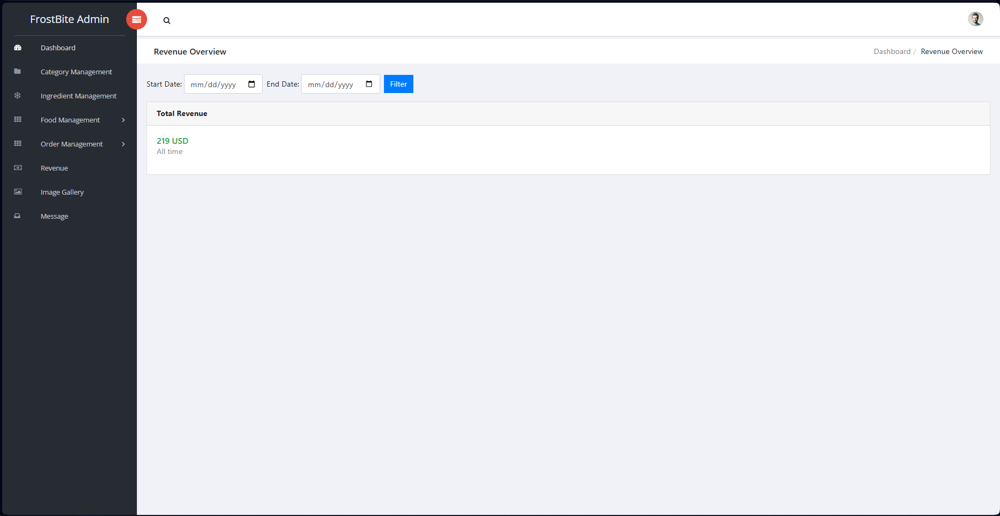 FrostBite Admin
Dashboard
Category Management
Ingredient Management
Food Management
Order Management
Revenue
Image Gallery
Message
Revenue Overview
Dashboard / Revenue Overview
Start Date: mm/dd/yyyy End Date: mm/dd/yyyy Filter
Total Revenue
219 USD
All time